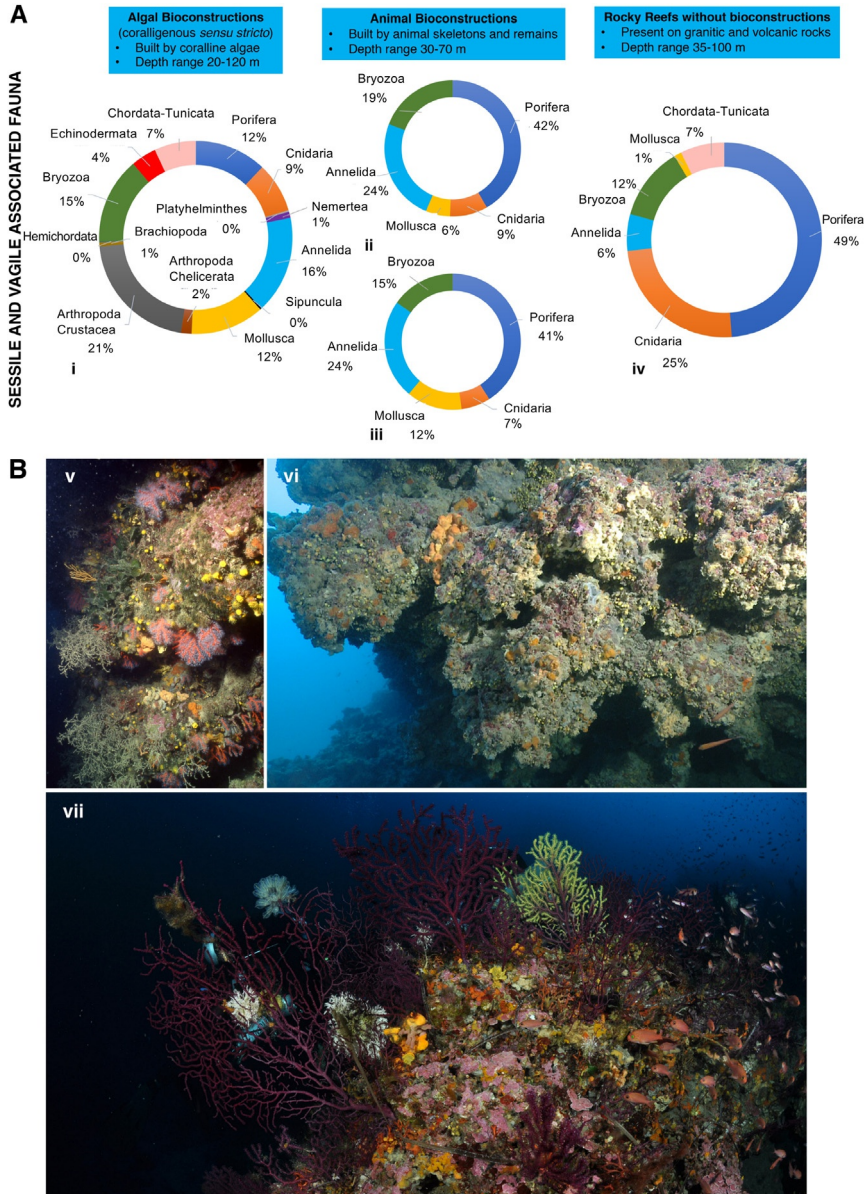 A
Algal Bioconstructions
(coralligenous sensu stricto)
• Built by coralline algae
• Depth range 20-120 m
Animal Bioconstructions
• Built by animal skeletons and remains
• Depth range 30-70 m
Rocky Reefs without bioconstructions
• Present on granitic and volcanic rocks
• Depth range 35-100 m
SESSILE AND VAGILE ASSOCIATED FAUNA
Chordata-Tunicata
7%
Porifera
12%
Echinodermata
4%
Cnidaria
9%
Bryozoa
15%
Platyhelminthes
0%
Nemertea
1%
Hemichordata
0%
Brachiopoda
1%
Annelida
16%
Arthropoda
Chelicerata
2%
Sipuncula
0%
Arthropoda
Crustacea
21%
Mollusca
12%
i
Bryozoa
19%
Porifera
42%
Annelida
24%
Mollusca
6%
Cnidaria
9%
ii
Bryozoa
15%
Porifera
41%
Annelida
24%
Mollusca
12%
Cnidaria
7%
iii
Chordata-Tunicata
7%
Mollusca
1%
Bryozoa
12%
Annelida
6%
Porifera
49%
Cnidaria
25%
iv
B
v
vi
vii